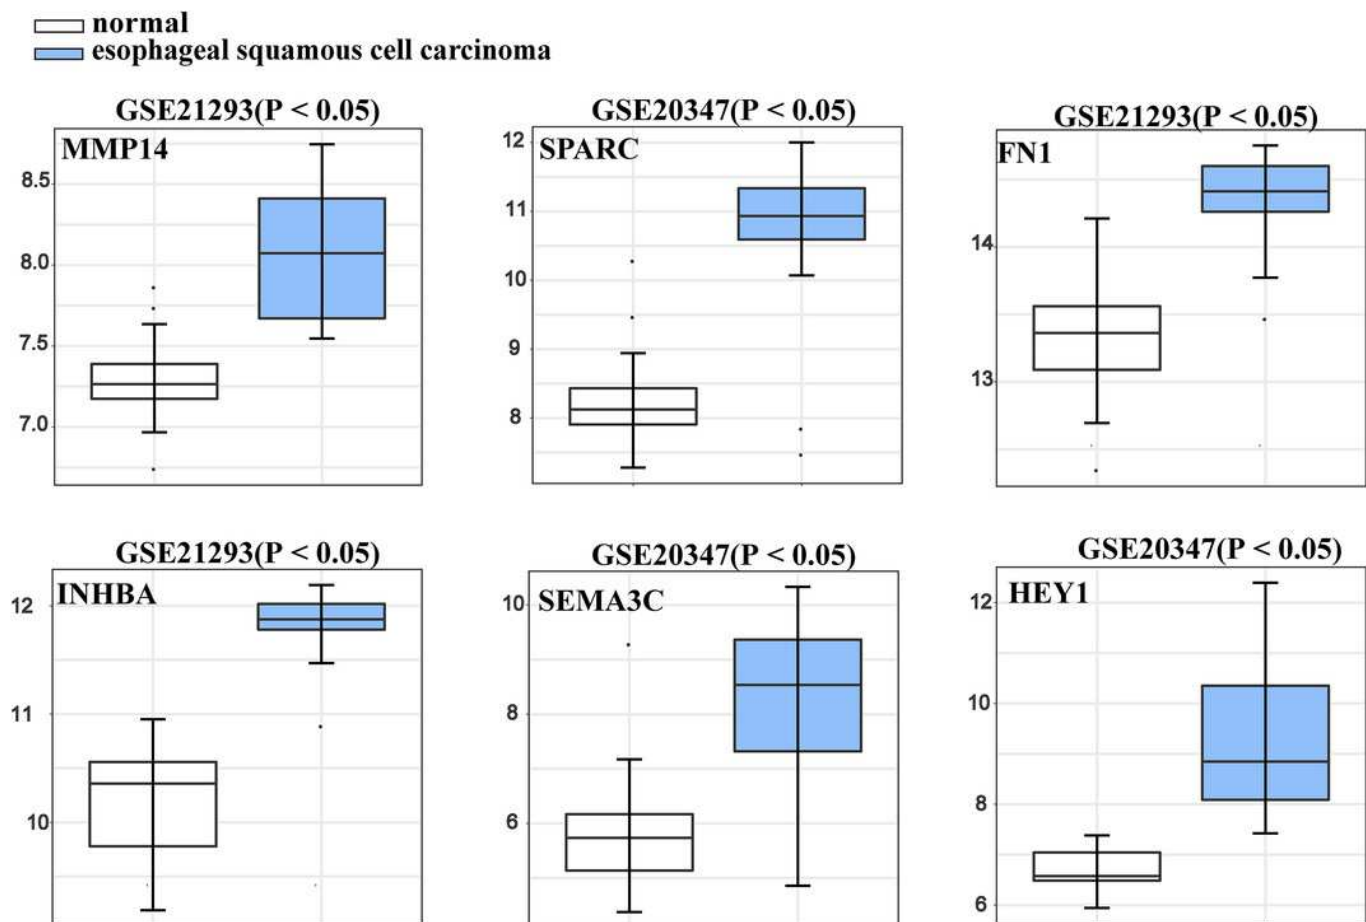 normal
esophageal squamous cell carcinoma
GSE21293(P < 0.05)
MMP14
8.5
8.0
7.5
7.0
GSE20347(P < 0.05)
SPARC
12
11
10
9
8
GSE21293(P < 0.05)
FN1
14
13
GSE21293(P < 0.05)
INHBA
12
11
10
GSE20347(P < 0.05)
SEMA3C
10
8
6
GSE20347(P < 0.05)
HEY1
12
10
8
6